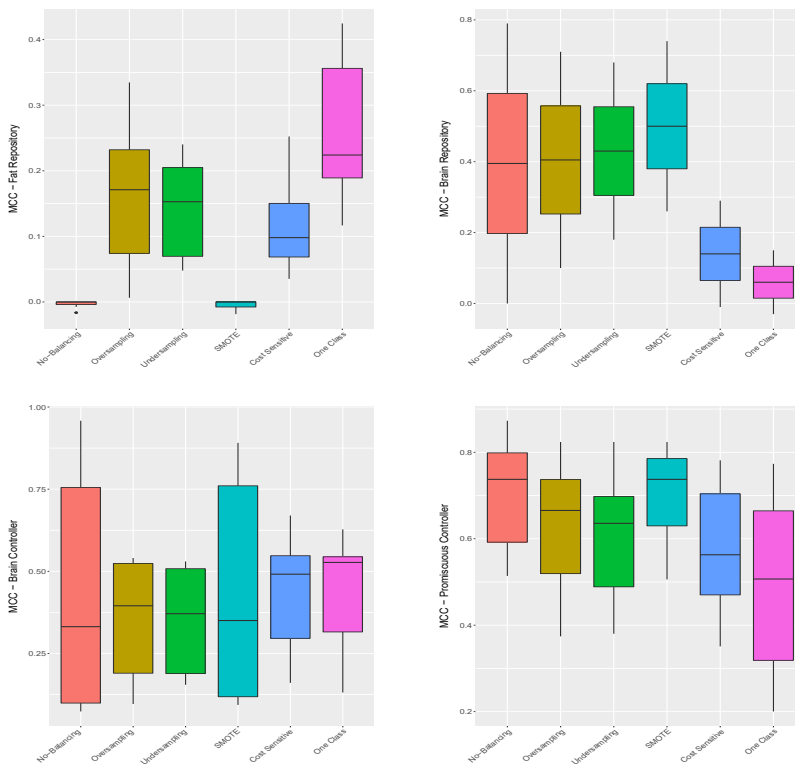 MCC − Fat Repository
0.4
0.3
0.2
0.1
0.0
No−Balancing
Oversampling
Undersampling
SMOTE
Cost Sensitive
One Class
MCC − Brain Repository
0.8
0.6
0.4
0.2
0.0
No−Balancing
Oversampling
Undersampling
SMOTE
Cost Sensitive
One Class
MCC − Brain Controller
1.00
0.75
0.50
0.25
No−Balancing
Oversampling
Undersampling
SMOTE
Cost Sensitive
One Class
MCC − Promiscuous Controller
0.8
0.6
0.4
0.2
No−Balancing
Oversampling
Undersampling
SMOTE
Cost Sensitive
One Class